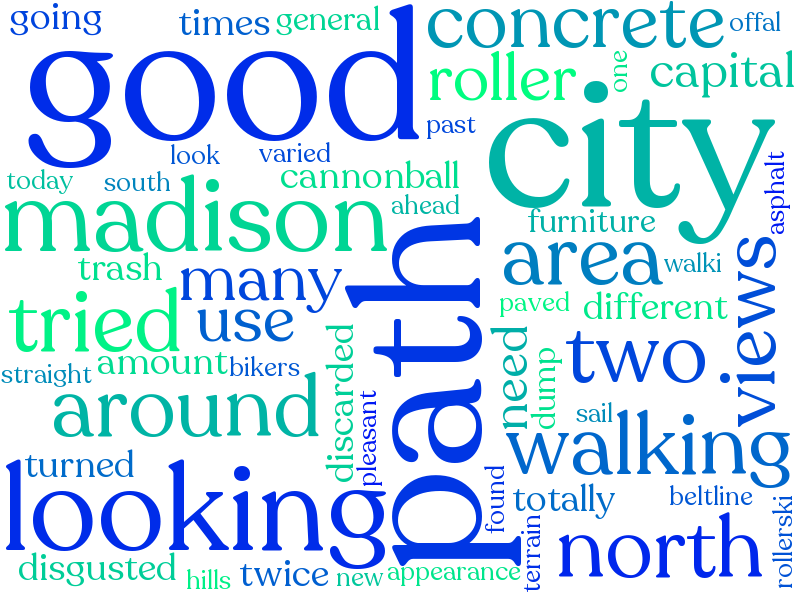 going
times
general
concrete
offal
good
roller
one
capital
past
city
look
varied
today
south
cannonball
asphalt
madison
ahead
furniture
trash
many
area
walki
views
tried
use
path
paved
different
straight
amount
bikers
discarded
need
dump
two
around
pleasant
sail
walking
turned
looking
found
totally
beltline
rollerski
terrain
north
disgusted
hills
twice
new
appearance